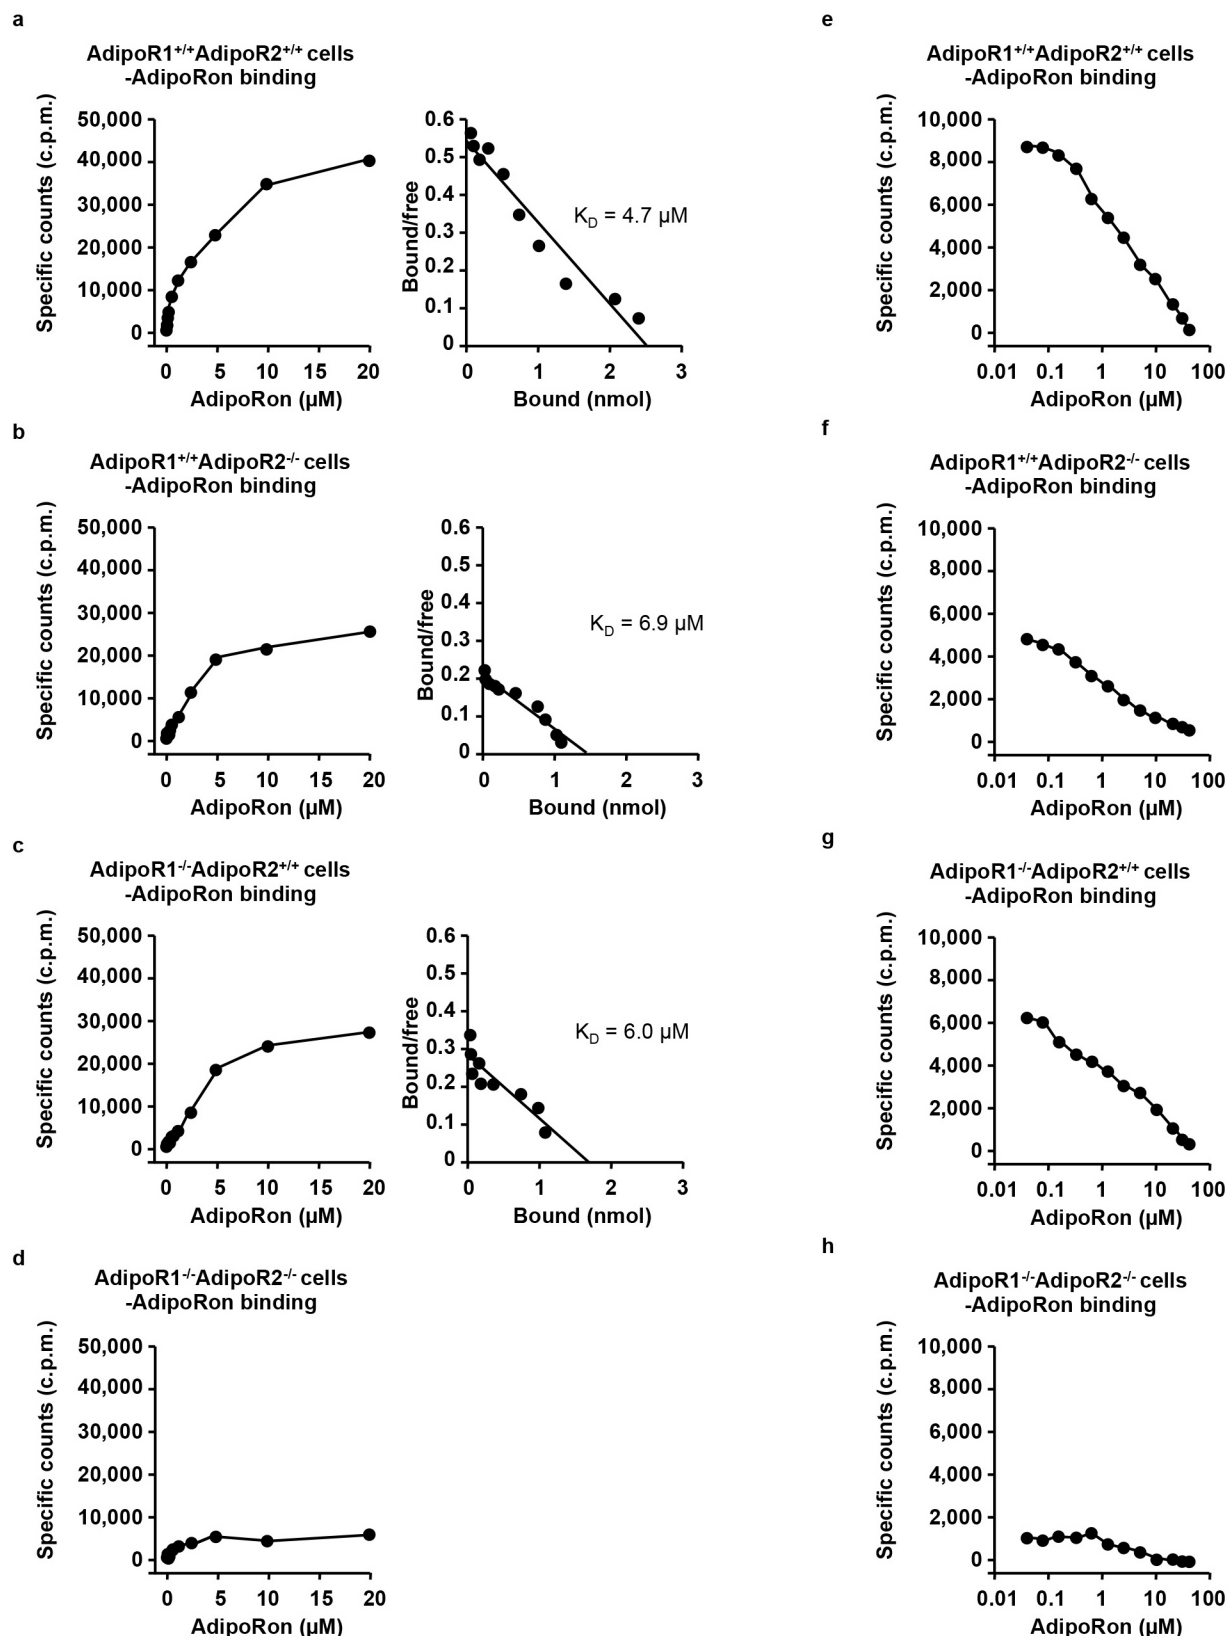 a
AdipoR1+/+AdipoR2+/+ cells
-AdipoRon binding
Specific counts (c.p.m.)
50,000
40,000
30,000
20,000
10,000
0
0 5 10 15 20
AdipoRon (µM)
Bound/free
0.6
0.5
0.4
0.3
0.2
0.1
0
KD = 4.7 µM
0 1 2 3
Bound (nmol)
e
AdipoR1+/+AdipoR2+/+ cells
-AdipoRon binding
Specific counts (c.p.m.)
10,000
8,000
6,000
4,000
2,000
0
0.01 0.1 1 10 100
AdipoRon (µM)
b
AdipoR1+/+AdipoR2-/- cells
-AdipoRon binding
Specific counts (c.p.m.)
50,000
40,000
30,000
20,000
10,000
0
0 5 10 15 20
AdipoRon (µM)
Bound/free
0.6
0.5
0.4
0.3
0.2
0.1
0
KD = 6.9 µM
0 1 2 3
Bound (nmol)
f
AdipoR1+/+AdipoR2-/- cells
-AdipoRon binding
Specific counts (c.p.m.)
10,000
8,000
6,000
4,000
2,000
0
0.01 0.1 1 10 100
AdipoRon (µM)
c
AdipoR1-/-AdipoR2+/+ cells
-AdipoRon binding
Specific counts (c.p.m.)
50,000
40,000
30,000
20,000
10,000
0
0 5 10 15 20
AdipoRon (µM)
Bound/free
0.6
0.5
0.4
0.3
0.2
0.1
0
KD = 6.0 µM
0 1 2 3
Bound (nmol)
g
AdipoR1-/-AdipoR2+/+ cells
-AdipoRon binding
Specific counts (c.p.m.)
10,000
8,000
6,000
4,000
2,000
0
0.01 0.1 1 10 100
AdipoRon (µM)
d
AdipoR1-/-AdipoR2-/- cells
-AdipoRon binding
Specific counts (c.p.m.)
50,000
40,000
30,000
20,000
10,000
0
0 5 10 15 20
AdipoRon (µM)
h
AdipoR1-/-AdipoR2-/- cells
-AdipoRon binding
Specific counts (c.p.m.)
10,000
8,000
6,000
4,000
2,000
0
0.01 0.1 1 10 100
AdipoRon (µM)